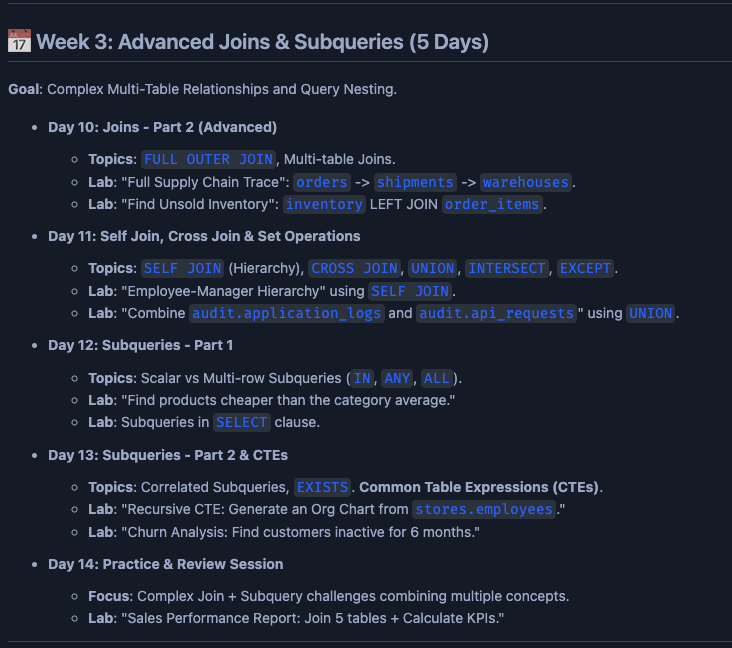 17 Week 3: Advanced Joins & Subqueries (5 Days)
Goal: Complex Multi-Table Relationships and Query Nesting.
• Day 10: Joins - Part 2 (Advanced)
○ Topics: FULL OUTER JOIN, Multi-table Joins.
○ Lab: "Full Supply Chain Trace": orders -> shipments -> warehouses.
○ Lab: "Find Unsold Inventory": inventory LEFT JOIN order_items.
• Day 11: Self Join, Cross Join & Set Operations
○ Topics: SELF JOIN (Hierarchy), CROSS JOIN, UNION, INTERSECT, EXCEPT.
○ Lab: "Employee-Manager Hierarchy" using SELF JOIN.
○ Lab: "Combine audit.application_logs and audit.api_requests" using UNION.
• Day 12: Subqueries - Part 1
○ Topics: Scalar vs Multi-row Subqueries (IN, ANY, ALL).
○ Lab: "Find products cheaper than the category average."
○ Lab: Subqueries in SELECT clause.
• Day 13: Subqueries - Part 2 & CTEs
○ Topics: Correlated Subqueries, EXISTS. Common Table Expressions (CTEs).
○ Lab: "Recursive CTE: Generate an Org Chart from stores.employees."
○ Lab: "Churn Analysis: Find customers inactive for 6 months."
• Day 14: Practice & Review Session
○ Focus: Complex Join + Subquery challenges combining multiple concepts.
○ Lab: "Sales Performance Report: Join 5 tables + Calculate KPIs."